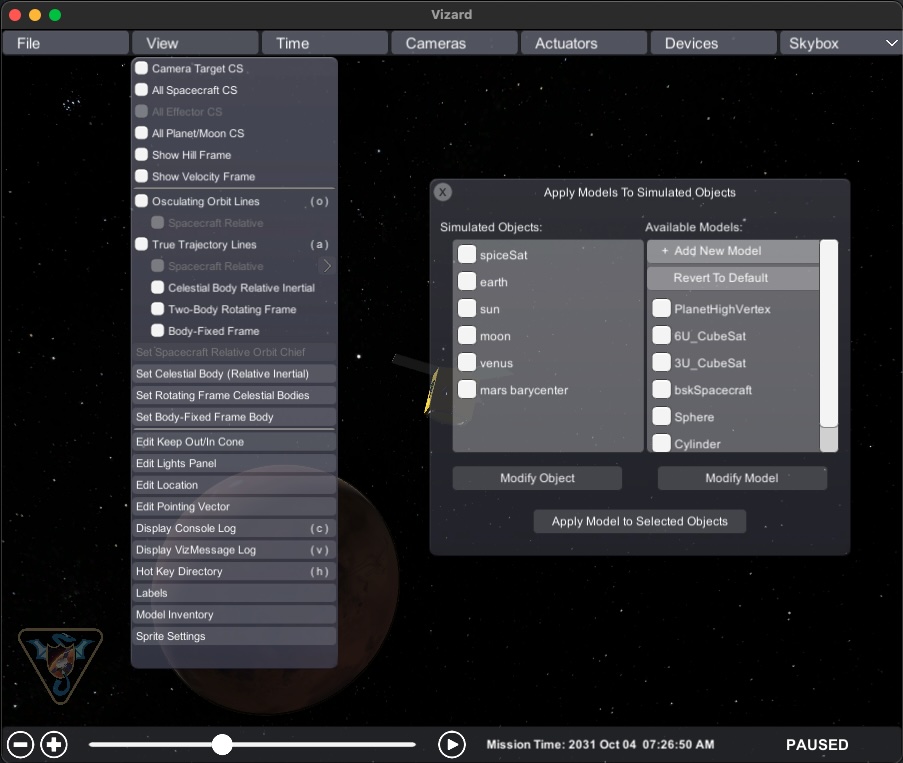 Vizard
File View Time Cameras Actuators Devices Skybox
Camera Target CS
All Spacecraft CS
All Effector CS
All Planet/Moon CS
Show Hill Frame
Show Velocity Frame
Osculating Orbit Lines (o)
Spacecraft Relative
True Trajectory Lines (a)
Spacecraft Relative
Celestial Body Relative Inertial
Two-Body Rotating Frame
Body-Fixed Frame
Set Spacecraft Relative Orbit Chief
Set Celestial Body (Relative Inertial)
Set Rotating Frame Celestial Bodies
Set Body-Fixed Frame Body
Edit Keep Out/In Cone
Edit Lights Panel
Edit Location
Edit Pointing Vector
Display Console Log (c)
Display VizMessage Log (v)
Hot Key Directory (h)
Labels
Model Inventory
Sprite Settings
X Apply Models To Simulated Objects
Simulated Objects:
spiceSat
earth
sun
moon
venus
mars barycenter
Available Models:
+ Add New Model
Revert To Default
PlanetHighVertex
6U_CubeSat
3U_CubeSat
bskSpacecraft
Sphere
Cylinder
Modify Object
Modify Model
Apply Model to Selected Objects
Mission Time: 2031 Oct 04 07:26:50 AM PAUSED